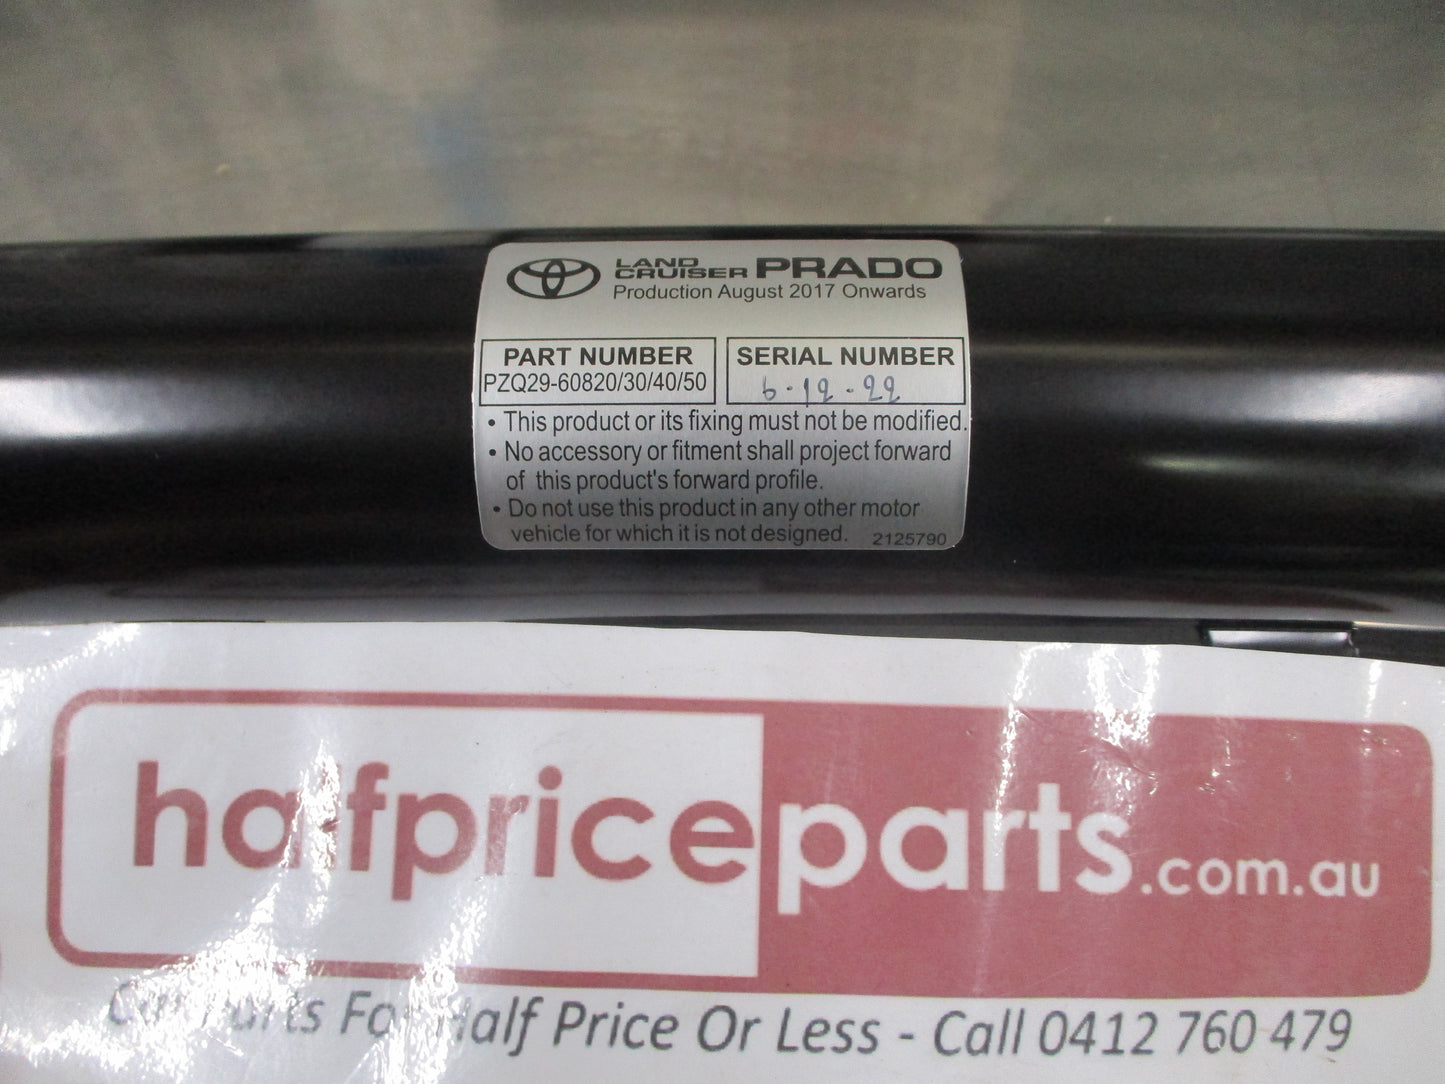 LAND CRUISER PRADO
Production August 2017 Onwards
PART NUMBER
PZQ29-60820/30/40/50
SERIAL NUMBER
6-12-22
• This product or its fixing must not be modified.
• No accessory or fitment shall project forward
of this product's forward profile.
• Do not use this product in any other motor
vehicle for which it is not designed.
2125790
halfpriceparts.com.au
Car Parts For Half Price Or Less - Call 0412 760 479